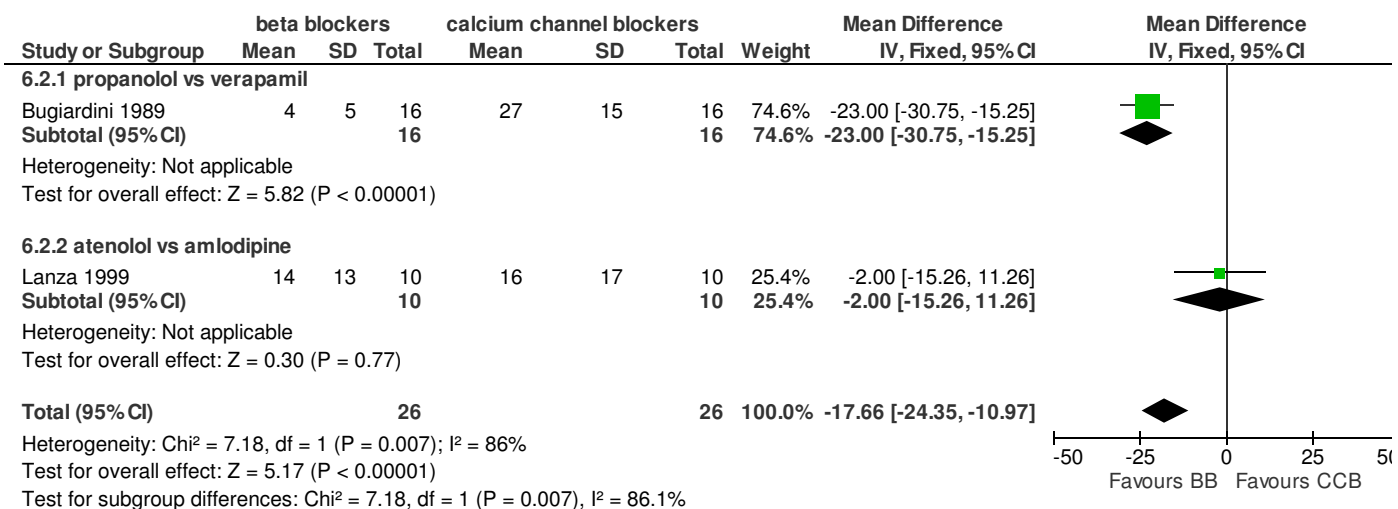 beta blockers calcium channel blockers Mean Difference Mean Difference
Study or Subgroup Mean SD Total Mean SD Total Weight IV, Fixed, 95% CI IV, Fixed, 95% CI
6.2.1 propanolol vs verapamil
Bugiardini 1989 4 5 16 27 15 16 74.6% -23.00 [-30.75, -15.25]
Subtotal (95% CI) 16 16 74.6% -23.00 [-30.75, -15.25]
Heterogeneity: Not applicable
Test for overall effect: Z = 5.82 (P < 0.00001)
6.2.2 atenolol vs amlodipine
Lanza 1999 14 13 10 16 17 10 25.4% -2.00 [-15.26, 11.26]
Subtotal (95% CI) 10 10 25.4% -2.00 [-15.26, 11.26]
Heterogeneity: Not applicable
Test for overall effect: Z = 0.30 (P = 0.77)
Total (95% CI) 26 26 100.0% -17.66 [-24.35, -10.97]
Heterogeneity: Chi² = 7.18, df = 1 (P = 0.007); I² = 86%
Test for overall effect: Z = 5.17 (P < 0.00001)
Test for subgroup differences: Chi² = 7.18, df = 1 (P = 0.007), I² = 86.1%
-50 -25 0 25 50
Favours BB Favours CCB